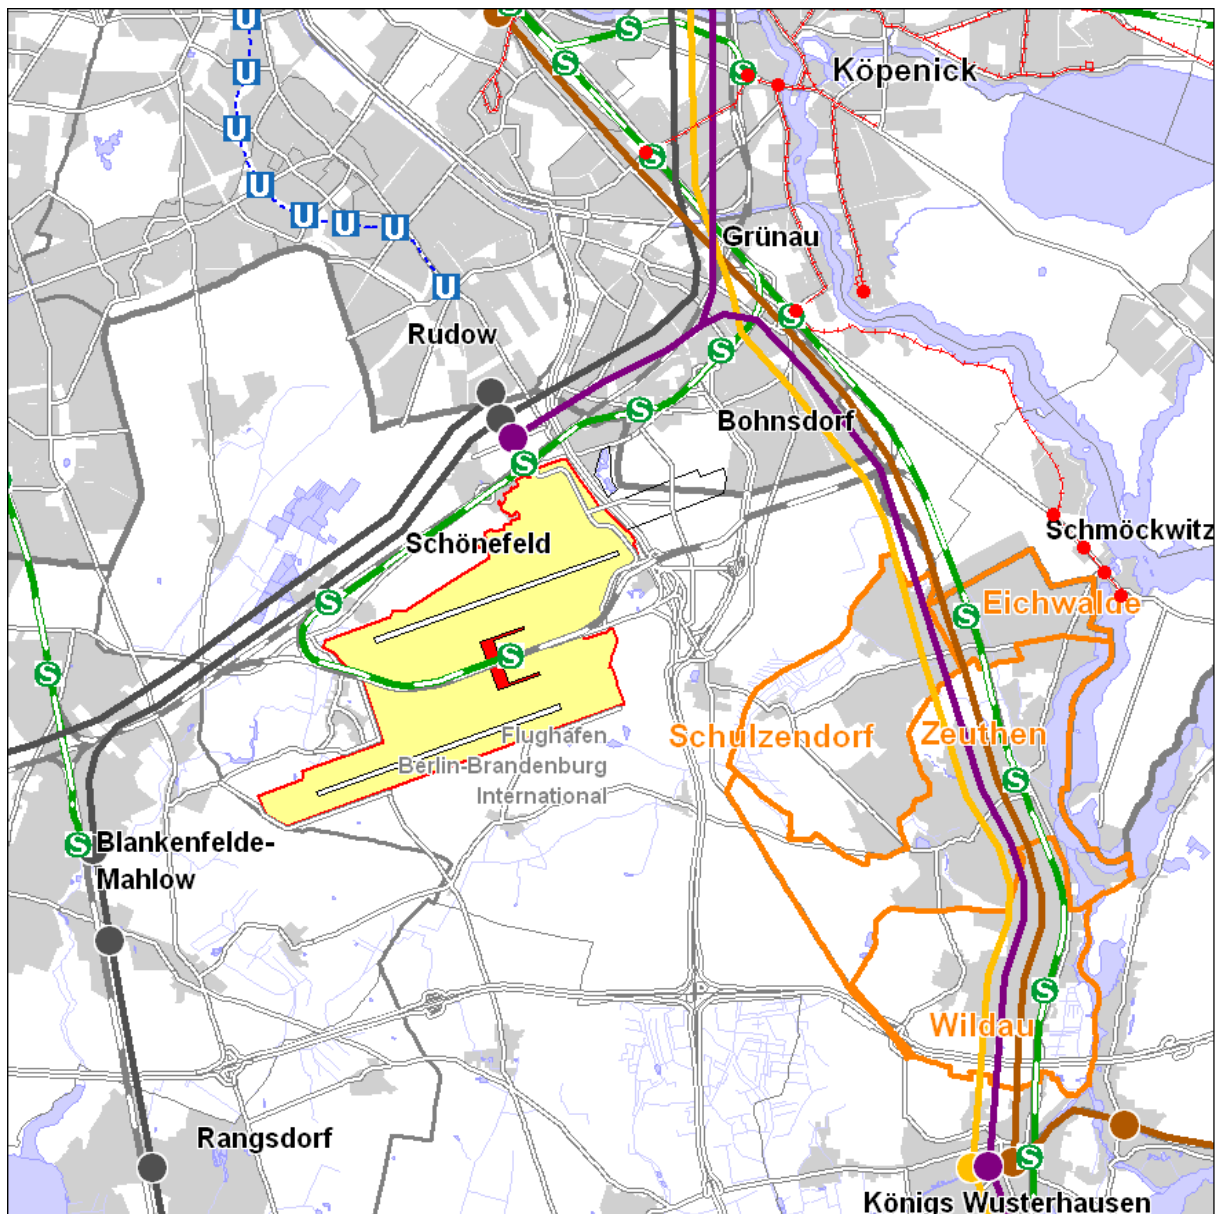 U
U
S
S
Köpenick
S
U
S
U
U
U
U
Grünau
U
S
Rudow
S
S
Bohnsdorf
S
Schönefeld
Schmöckwitz
S
Eichwalde
S
S
S
Schulzendorf
Zeuthen
Flughafen
Berlin-Brandenburg
International
S
S
Blankenfelde-
Mahlow
S
Wildau
Rangsdorf
S
Königs Wusterhausen